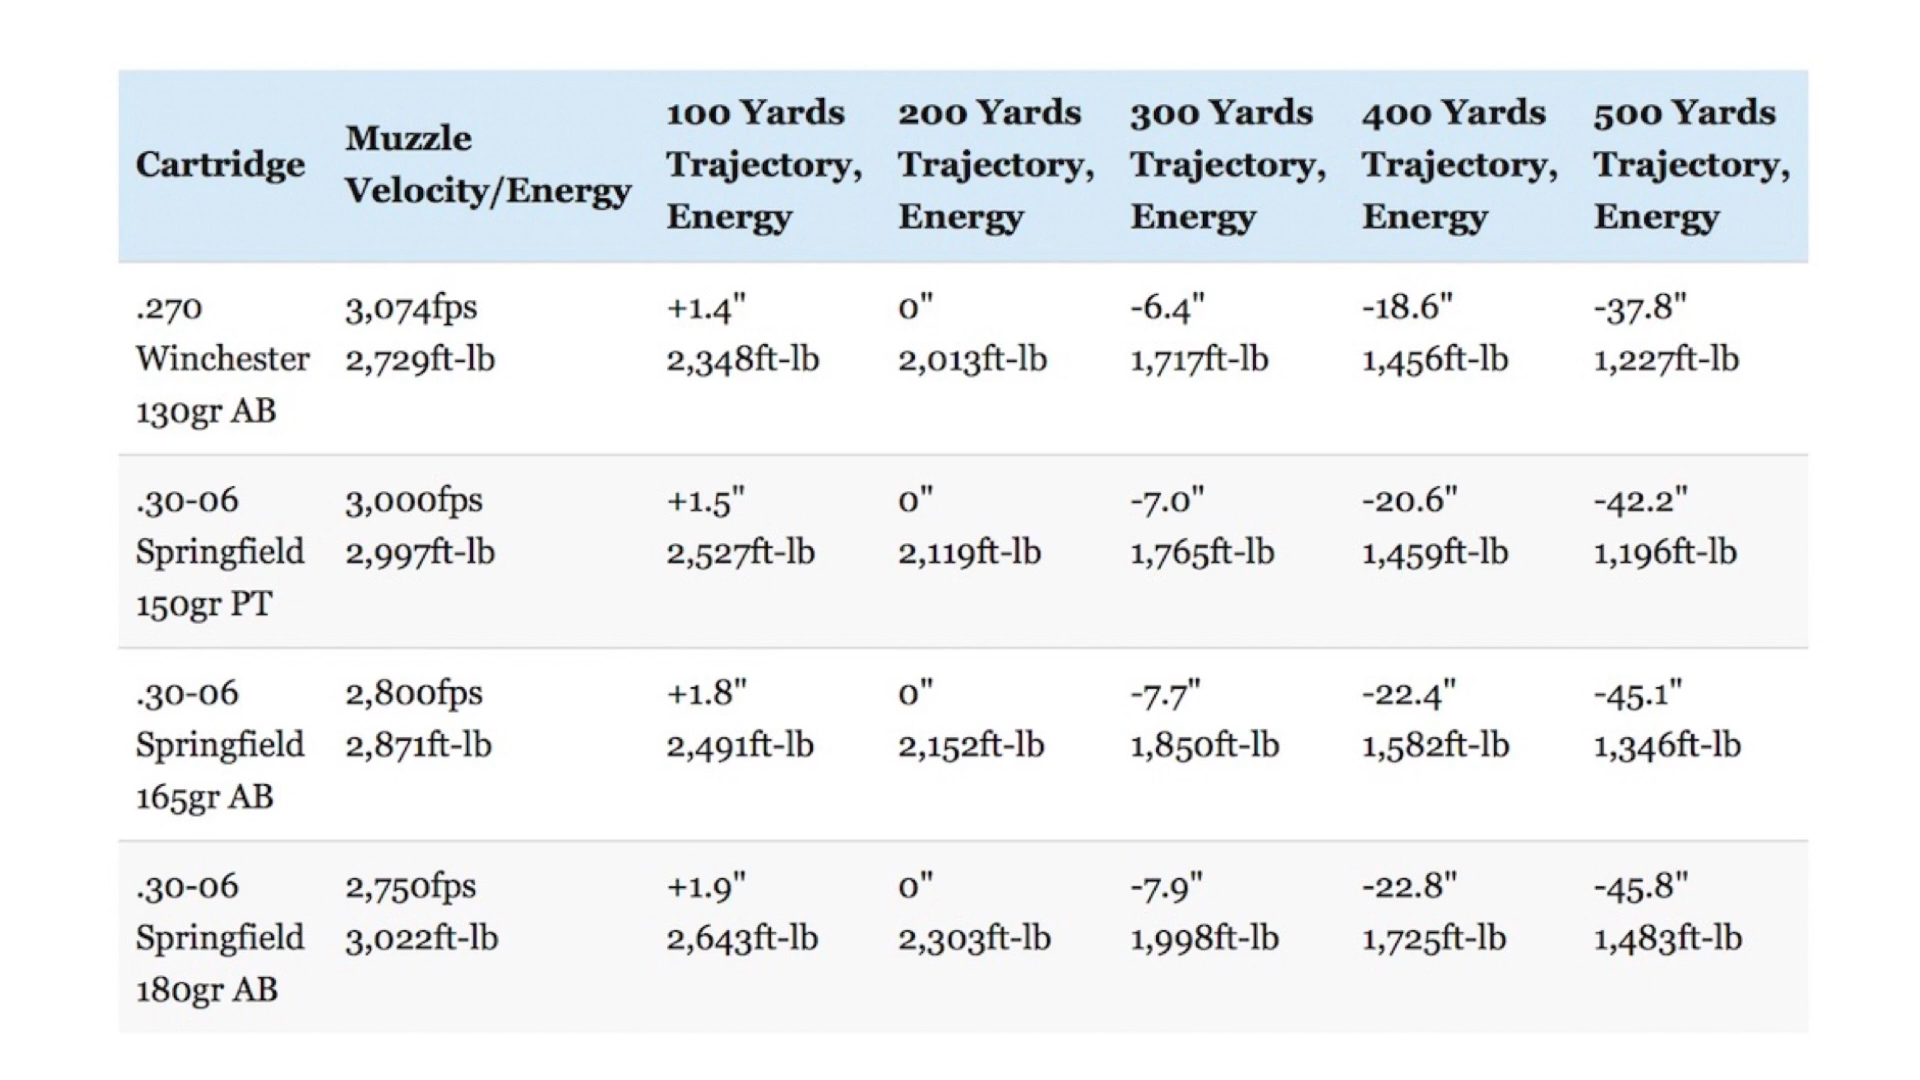 Cartridge
Muzzle
Velocity/Energy
100 Yards
Trajectory,
Energy
200 Yards
Trajectory,
Energy
300 Yards
Trajectory,
Energy
400 Yards
Trajectory,
Energy
500 Yards
Trajectory,
Energy
.270
Winchester
130gr AB
3,074fps
2,729ft-lb
+1.4"
2,348ft-lb
0"
2,013ft-lb
-6.4"
1,717ft-lb
-18.6"
1,456ft-lb
-37.8"
1,227ft-lb
.30-06
Springfield
150gr PT
3,000fps
2,997ft-lb
+1.5"
2,527ft-lb
0"
2,119ft-lb
-7.0"
1,765ft-lb
-20.6"
1,459ft-lb
-42.2"
1,196ft-lb
.30-06
Springfield
165gr AB
2,800fps
2,871ft-lb
+1.8"
2,491ft-lb
0"
2,152ft-lb
-7.7"
1,850ft-lb
-22.4"
1,582ft-lb
-45.1"
1,346ft-lb
.30-06
Springfield
180gr AB
2,750fps
3,022ft-lb
+1.9"
2,643ft-lb
0"
2,303ft-lb
-7.9"
1,998ft-lb
-22.8"
1,725ft-lb
-45.8"
1,483ft-lb